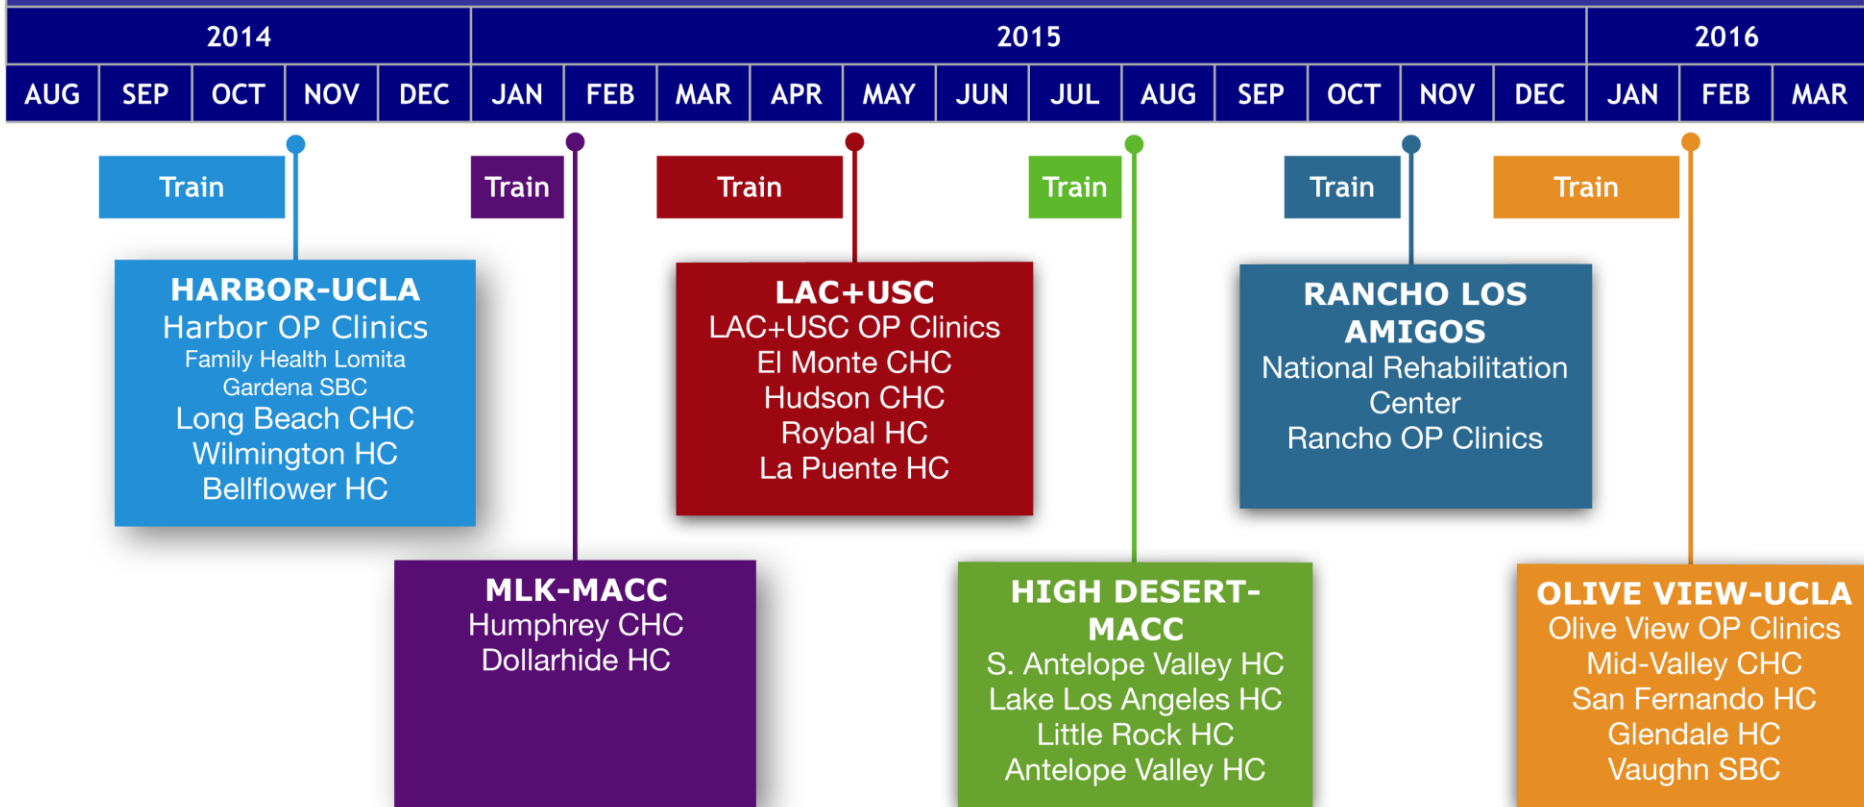 2014 2015 2016
AUG SEP OCT NOV DEC JAN FEB MAR APR MAY JUN JUL AUG SEP OCT NOV DEC JAN FEB MAR
Train Train Train Train Train Train
HARBOR-UCLA
Harbor OP Clinics
Family Health Lomita
Gardena SBC
Long Beach CHC
Wilmington HC
Bellflower HC
LAC+USC
LAC+USC OP Clinics
El Monte CHC
Hudson CHC
Roybal HC
La Puente HC
RANCHO LOS
AMIGOS
National Rehabilitation
Center
Rancho OP Clinics
MLK-MACC
Humphrey CHC
Dollarhide HC
HIGH DESERT-
MACC
S. Antelope Valley HC
Lake Los Angeles HC
Little Rock HC
Antelope Valley HC
OLIVE VIEW-UCLA
Olive View OP Clinics
Mid-Valley CHC
San Fernando HC
Glendale HC
Vaughn SBC